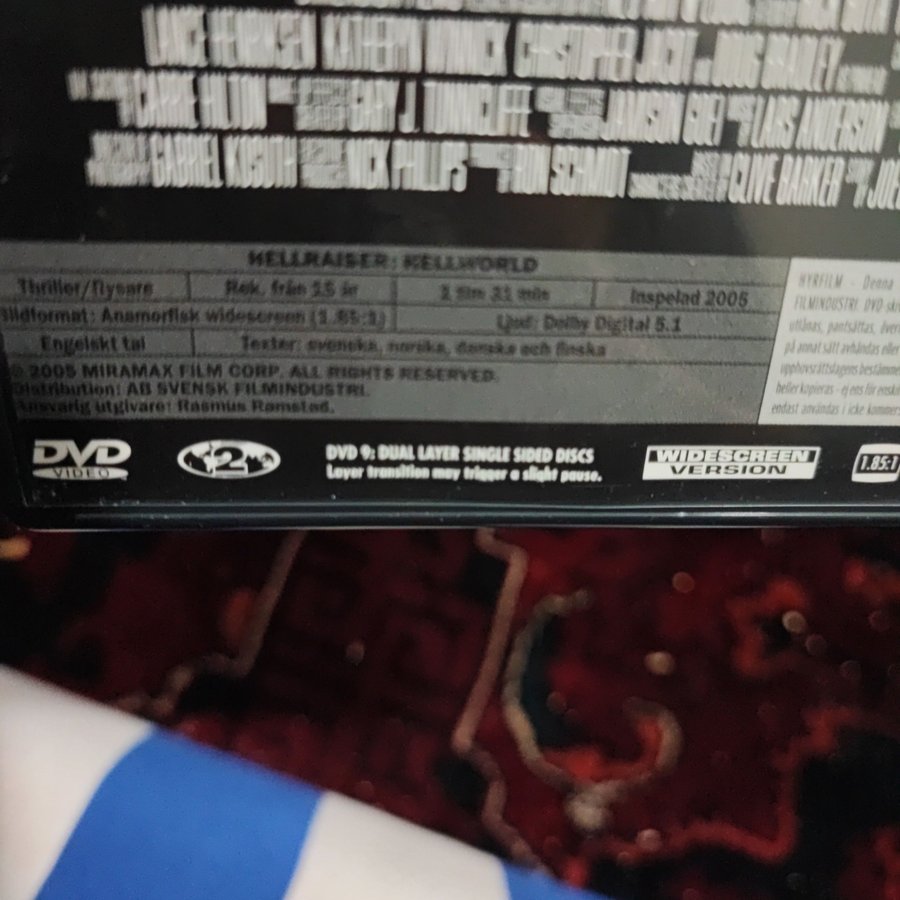 LANCE HENRIKSEN KATHERYN WINNICK CHRISTOPHER JACOT AND DOUG BRADLEY
CARRIE HILTON GARY J. TUNNICLIFFE LARS ANDERSON
GABRIEL KOSUTH NICK PHILLIPS RON SCHMIDT CLIVE BARKER
HELLRAISER: HELLWORLD
Thriller/Rysare Rek. från 15 år 1 tim 31 min Inspelad 2005
Bildformat: Anamorfisk widescreen (1.85:1) Ljud: Dolby Digital 5.1
Engelskt tal Texter: svenska, norska, danska och finska
© 2005 MIRAMAX FILM CORP. ALL RIGHTS RESERVED.
Distribution: AB SVENSK FILMINDUSTRI.
Ansvarig utgivare: Rasmus Ramstad.
HYRFILM - Denna
FILMINDUSTRI. DVD
utlånas, pantsättas,
på annat sätt avhändas eller
upphovsrättslagens
heller kopieras - ej ens för
endast användas i icke
DVD VIDEO
2
DVD 9: DUAL LAYER SINGLE SIDED DISCS
Layer transition may trigger a slight pause.
WIDESCREEN
VERSION
1.85:1